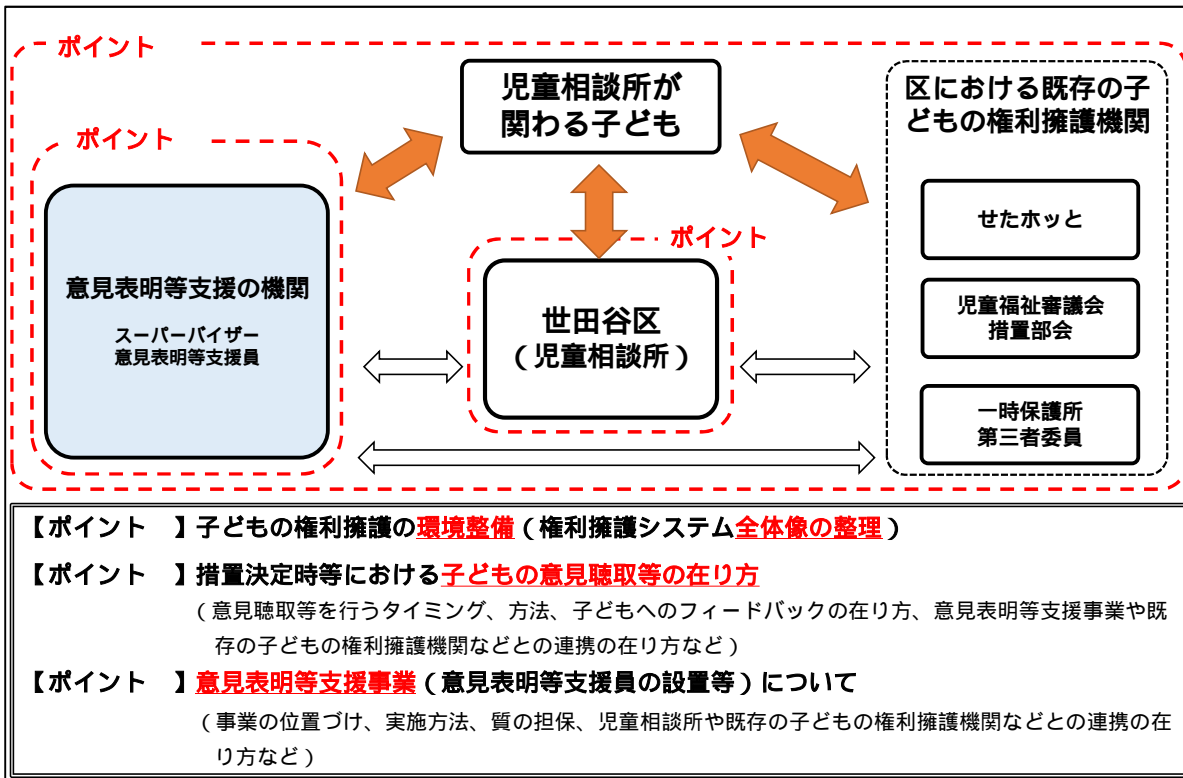 ポイント
児童相談所が
関わる子ども
区における既存の子
どもの権利擁護機関
ポイント
意見表明等支援の機関
スーパーバイザー
意見表明等支援員
ポイント
世田谷区
（児童相談所）
せたホッと
児童福祉審議会
措置部会
一時保護所
第三者委員
【ポイント　】子どもの権利擁護の環境整備（権利擁護システム全体像の整理）
【ポイント　】措置決定時等における子どもの意見聴取等の在り方
（意見聴取等を行うタイミング、方法、子どもへのフィードバックの在り方、意見表明等支援事業や既
存の子どもの権利擁護機関などとの連携の在り方など）
【ポイント　】意見表明等支援事業（意見表明等支援員の設置等）について
（事業の位置づけ、実施方法、質の担保、児童相談所や既存の子どもの権利擁護機関などとの連携の在
り方など）